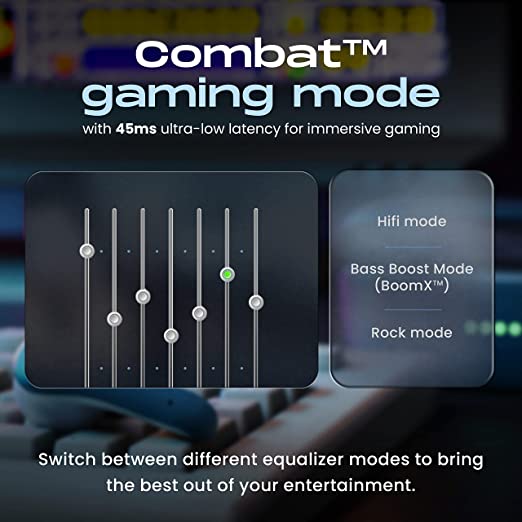 Combat™
gaming mode
with 45ms ultra-low latency for immersive gaming
Hifi mode
Bass Boost Mode
(BoomX™)
Rock mode
Switch between different equalizer modes to bring
the best out of your entertainment.